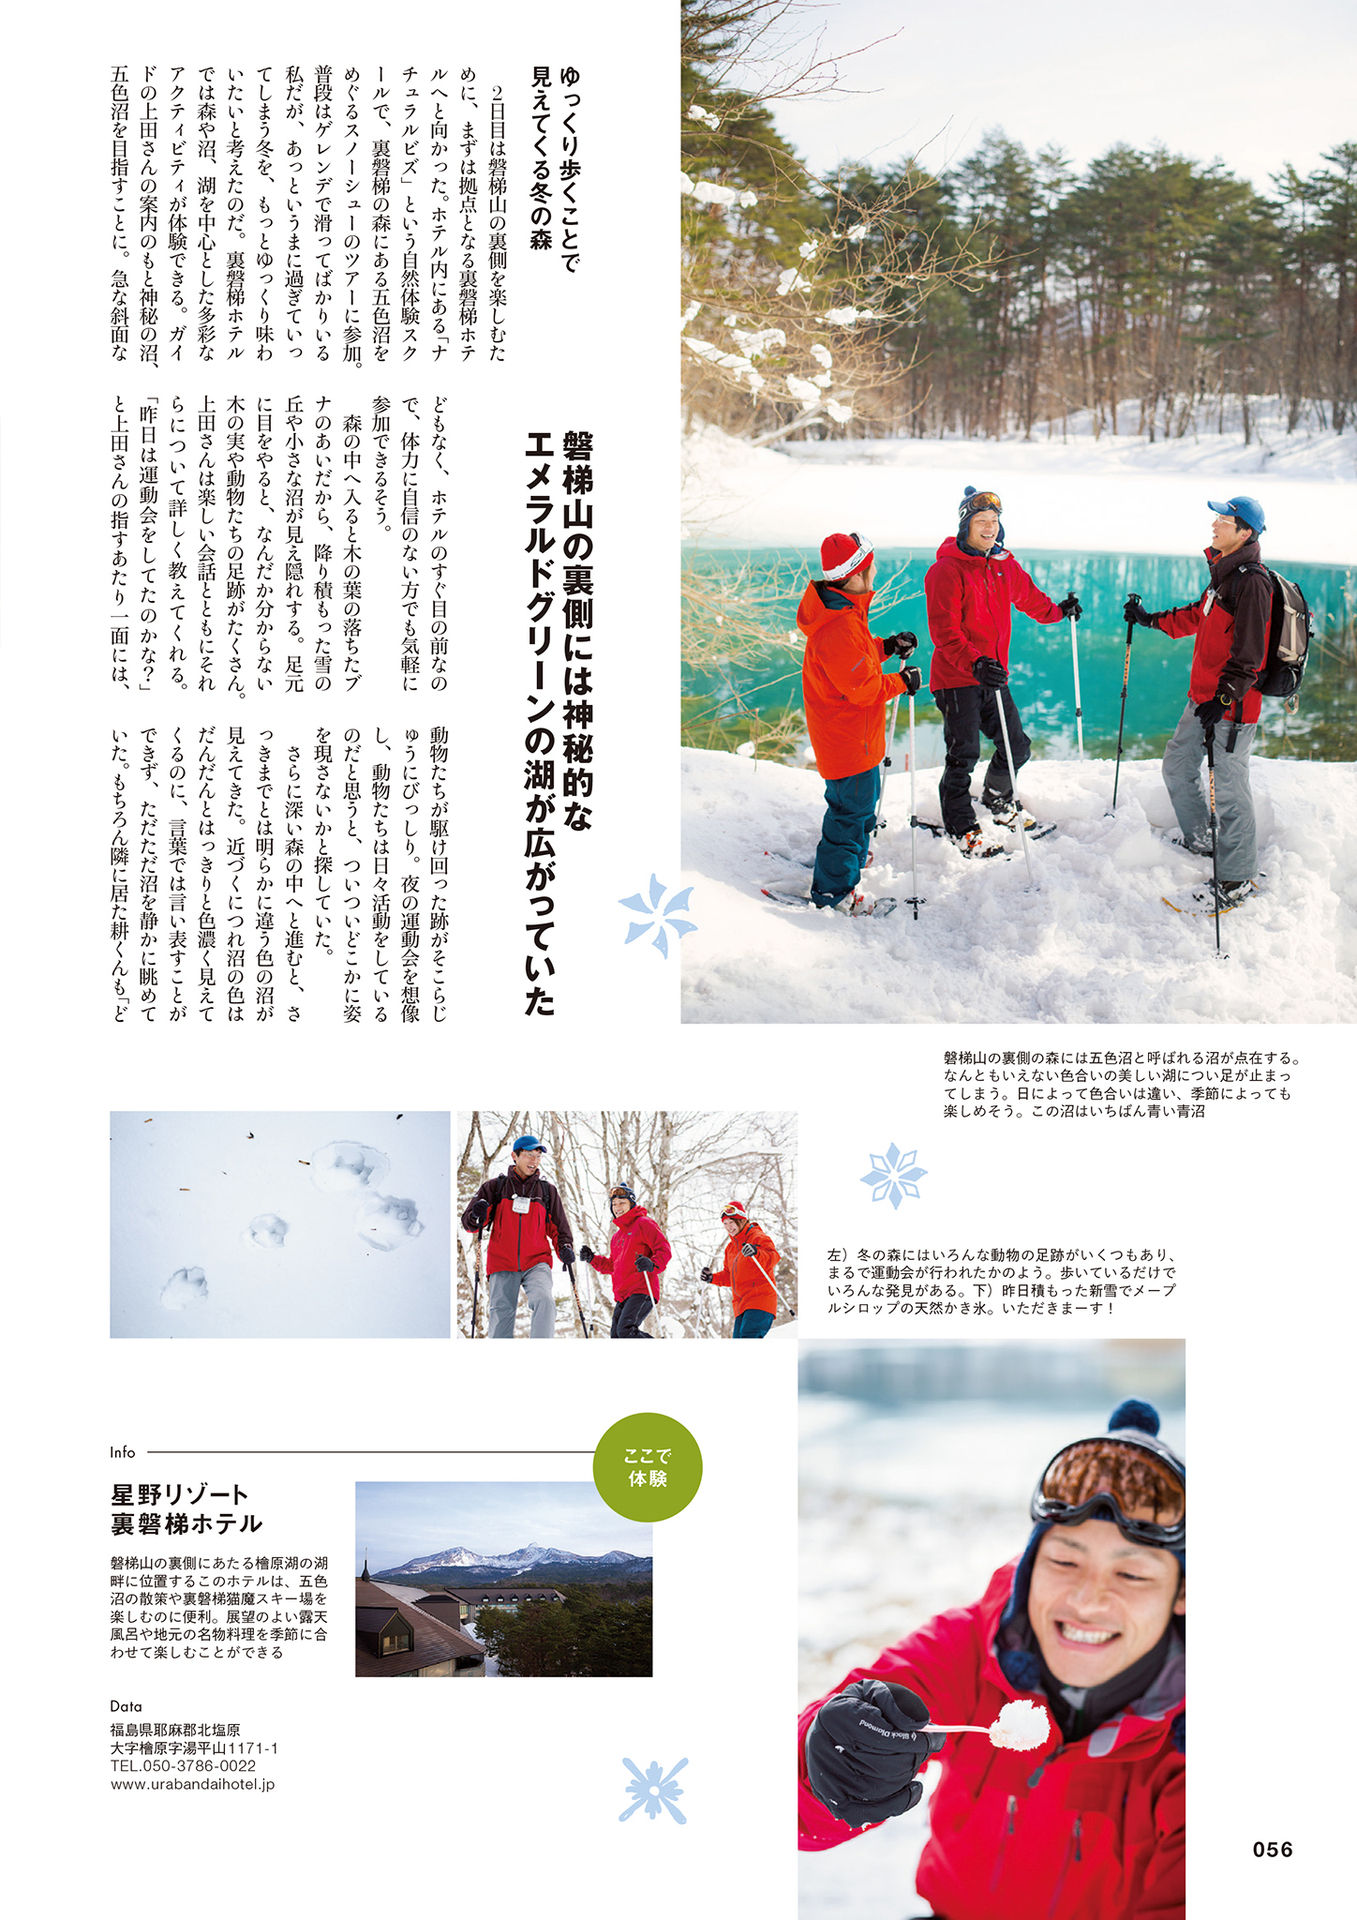 磐梯山の裏側には神秘的な
エメラルドグリーンの湖が広がっていた
ゆっくり歩くことで
見えてくる冬の森
2日目は磐梯山の裏側を楽しむた
めに、まずは拠点となる裏磐梯ホテ
ルへと向かった。ホテル内にある「ナ
チュラルビズ」という自然体験スク
ールで、裏磐梯の森にある五色沼を
めぐるスノーシューのツアーに参加。
普段はゲレンデで滑ってばかりいる
私だが、あっというまに過ぎていっ
てしまう冬を、もっとゆっくり味わ
いたいと考えたのだ。裏磐梯ホテル
では森や沼、湖を中心とした多彩な
アクティビティが体験できる。ガイ
ドの上田さんの案内のもと神秘の沼、
五色沼を目指すことに。急な斜面な
どもなく、ホテルのすぐ目の前なの
で、体力に自信のない方でも気軽に
参加できるそう。
森の中へ入ると木の葉の落ちたブ
ナのあいだから、降り積もった雪の
丘や小さな沼が見え隠れする。足元
に目をやると、なんだか分からない
木の実や動物たちの足跡がたくさん。
上田さんは楽しい会話とともにそれ
らについて詳しく教えてくれる。
「昨日は運動会をしてたのかな？」
と上田さんの指すあたり一面には、
動物たちが駆け回った跡がそこらじ
ゅうにびっしり。夜の運動会を想像
し、動物たちは日々活動をしている
のだと思うと、ついついどこかに姿
を現さないかと探していた。
さらに深い森の中へと進むと、さ
っきまでとは明らかに違う色の沼が
見えてきた。近づくにつれ沼の色は
だんだんとはっきりと色濃く見えて
くるのに、言葉では言い表すことが
できず、ただただ沼を静かに眺めて
いた。もちろん隣に居た耕くんも「ど
磐梯山の裏側の森には五色沼と呼ばれる沼が点在する。
なんともいえない色合いの美しい湖につい足が止まっ
てしまう。日によって色合いは違い、季節によっても
楽しめそう。この沼はいちばん青い青沼
左）冬の森にはいろんな動物の足跡がいくつもあり、
まるで運動会が行われたかのよう。歩いているだけで
いろんな発見がある。下）昨日積もった新雪でメープ
ルシロップの天然かき氷。いただきまーす！
Info
ここで
体験
星野リゾート
裏磐梯ホテル
磐梯山の裏側にあたる檜原湖の湖
畔に位置するこのホテルは、五色
沼の散策や裏磐梯猫魔スキー場を
楽しむのに便利。展望のよい露天
風呂や地元の名物料理を季節に合
わせて楽しむことができる
Data
福島県耶麻郡北塩原
大字檜原字湯平山1171-1
TEL.050-3786-0022
www.urabandaihotel.jp
Black Diamond
056